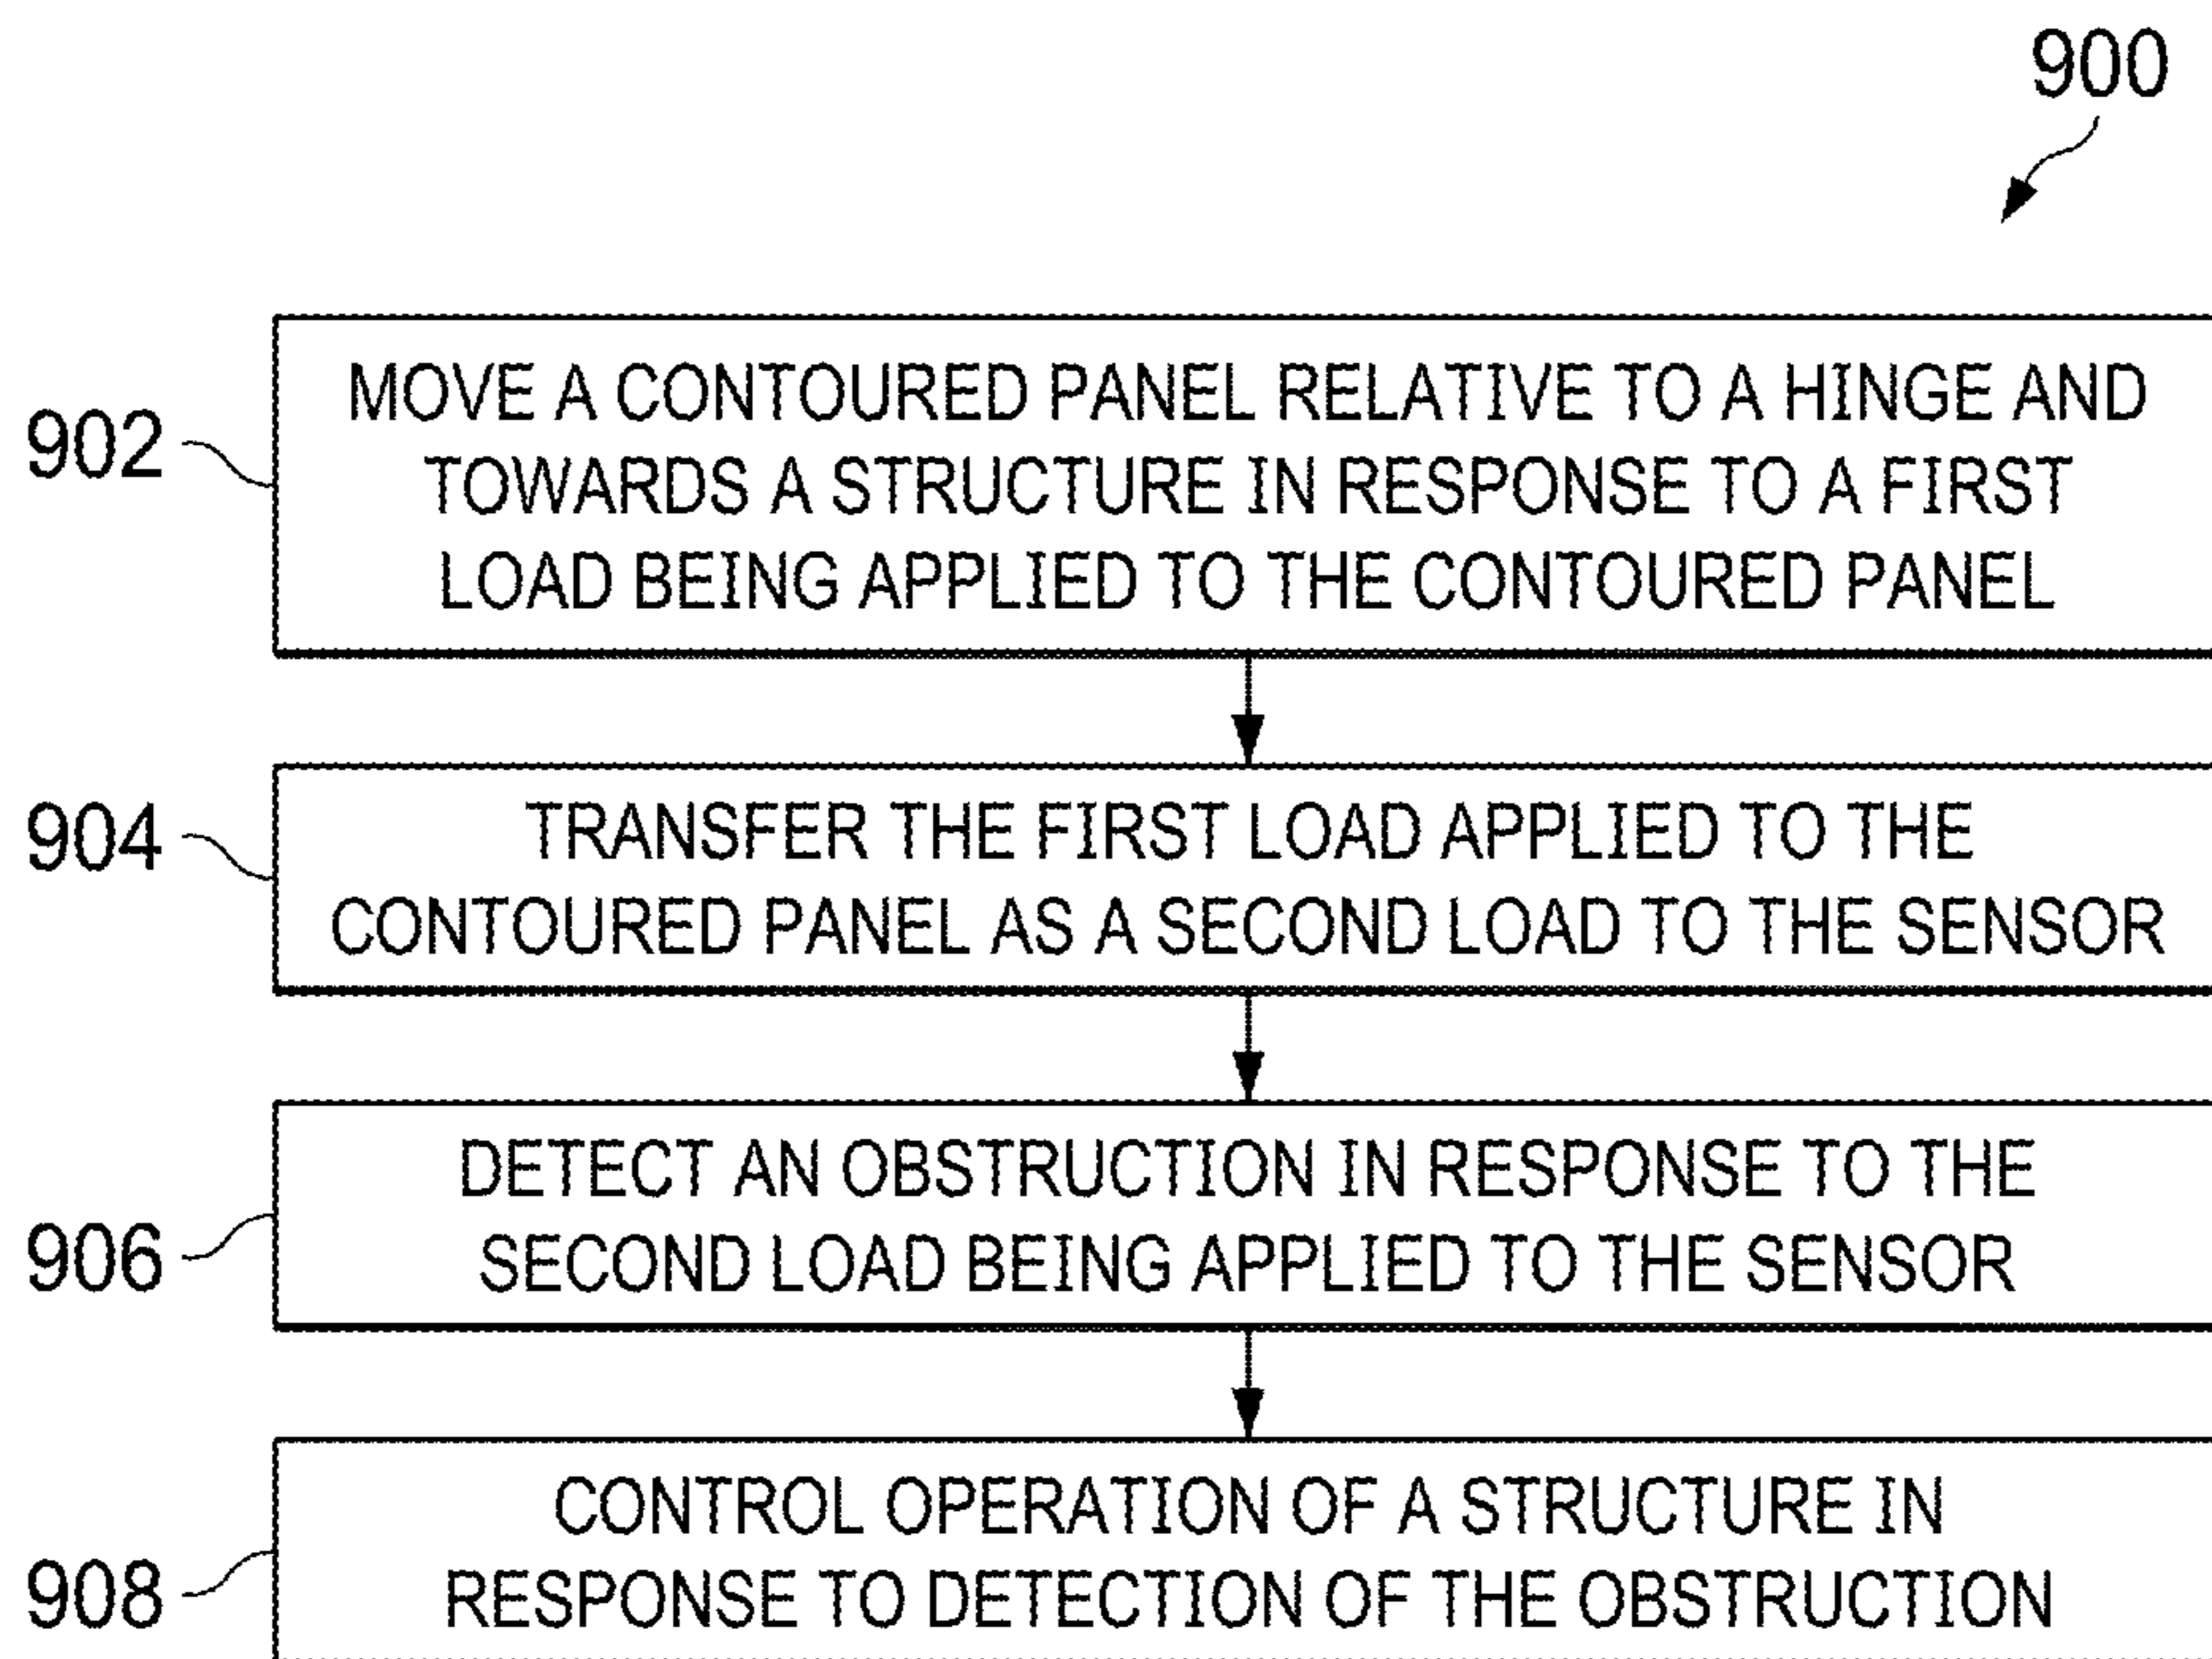 900
902
MOVE A CONTOURED PANEL RELATIVE TO A HINGE AND
TOWARDS A STRUCTURE IN RESPONSE TO A FIRST
LOAD BEING APPLIED TO THE CONTOURED PANEL
904
TRANSFER THE FIRST LOAD APPLIED TO THE
CONTOURED PANEL AS A SECOND LOAD TO THE SENSOR
906
DETECT AN OBSTRUCTION IN RESPONSE TO THE
SECOND LOAD BEING APPLIED TO THE SENSOR
908
CONTROL OPERATION OF A STRUCTURE IN
RESPONSE TO DETECTION OF THE OBSTRUCTION